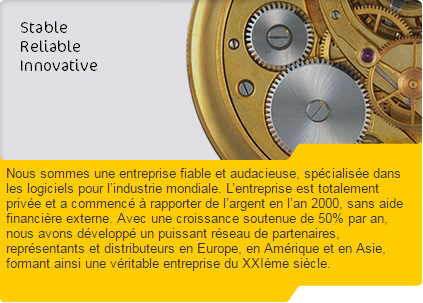 Stable
Reliable
Innovative
Nous sommes une entreprise fiable et audacieuse, spécialisée dans
les logiciels pour l'industrie mondiale. L'entreprise est totalement
privée et a commencé à rapporter de l'argent en l'an 2000, sans aide
financière externe. Avec une croissance soutenue de 50% par an,
nous avons développé un puissant réseau de partenaires,
représentants et distributeurs en Europe, en Amérique et en Asie,
formant ainsi une véritable entreprise du XXIème siècle.